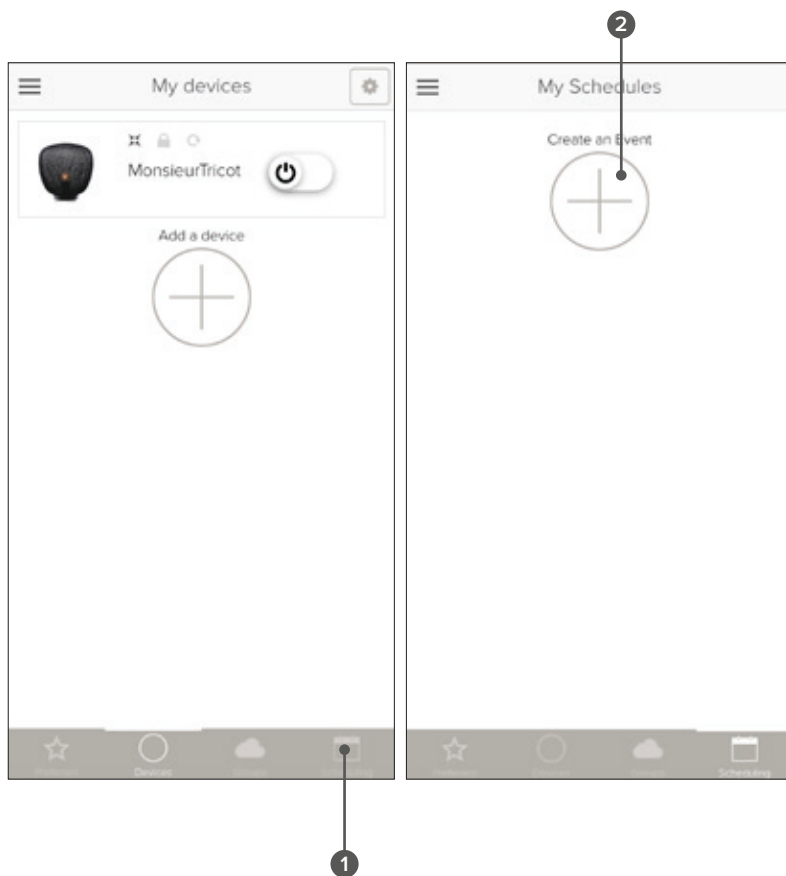 2
My devices
MonsieurTricot
Add a device
Devices
My Schedules
Create an Event
Scheduling
1